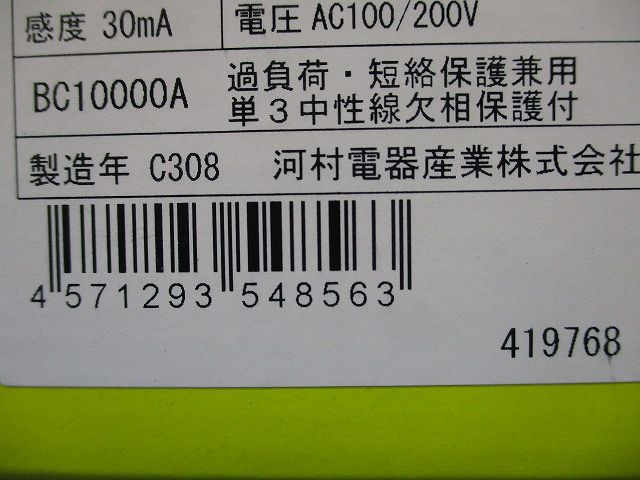 感度 30mA 電圧 AC100/200V
BC10000A 過負荷・短絡保護兼用
単3中性線欠相保護付
製造年 C308 河村電器産業株式会社
4 571293 548563
419768